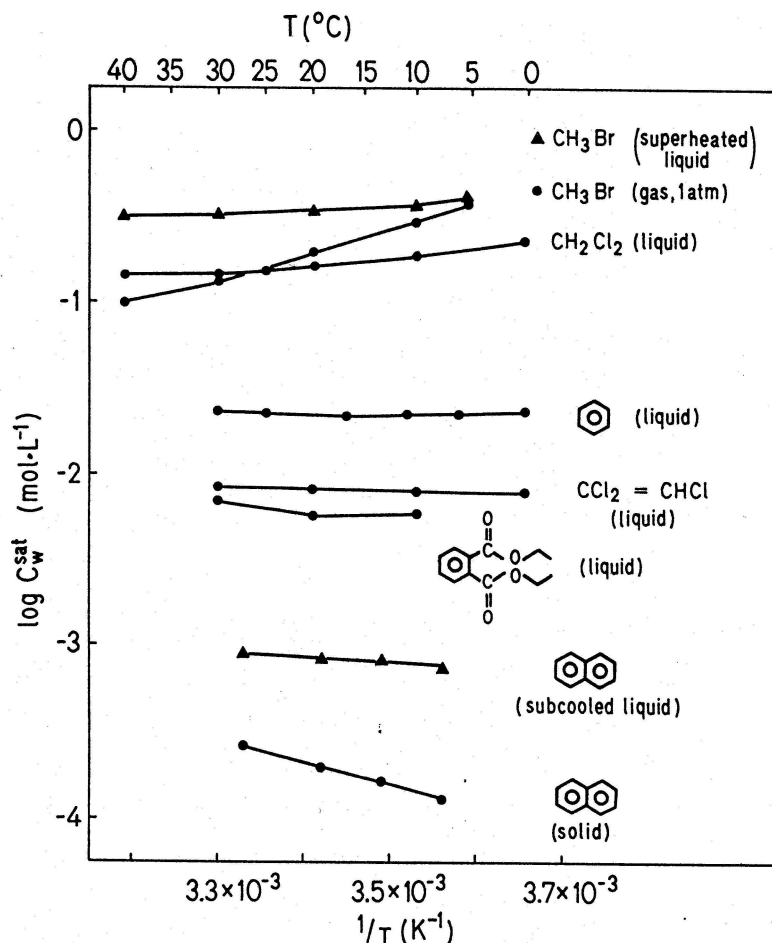 T (°C)
40 35 30 25 20 15 10 5 0
0
▲ CH₃Br (superheated
liquid)
● CH₃Br (gas, 1atm)
CH₂Cl₂ (liquid)
-1
(liquid)
-2
CCl₂ = CHCl
(liquid)
O
C
O
(liquid)
O
C
O
-3
(subcooled liquid)
(solid)
-4
log C_w^sat (mol·L⁻¹)
3.3×10⁻³ 3.5×10⁻³ 3.7×10⁻³
1/T (K⁻¹)